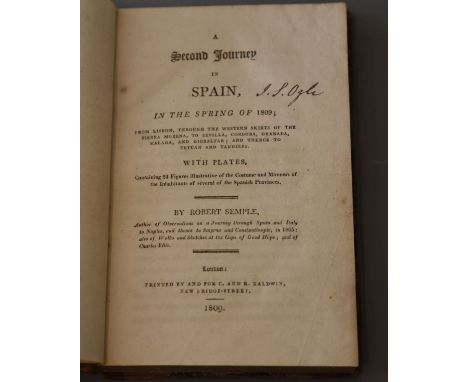 A
Second Journey
IN
SPAIN,
J. S. Ogle
IN THE SPRING OF 1809;
FROM LISBON, THROUGH THE WESTERN SKIRTS OF THE
SIERRA MORENA, TO SEVILLA, CORDOBA, GRANADA,
MALAGA, AND GIBRALTAR; AND THENCE TO
TETUAN AND TANGIERS.
WITH PLATES,
Containing 24 Figures illustrative of the Costume and Manners of
the Inhabitants of several of the Spanish Provinces.
BY ROBERT SEMPLE,
Author of Observations on a Journey through Spain and Italy
to Naples, and thence to Smyrna and Constantinople, in 1805;
also of Walks and Sketches at the Cape of Good Hope; and of
Charles Ellis.
London:
PRINTED BY AND FOR C. AND R. BALDWIN,
NEW BRIDGE-STREET,
1809.